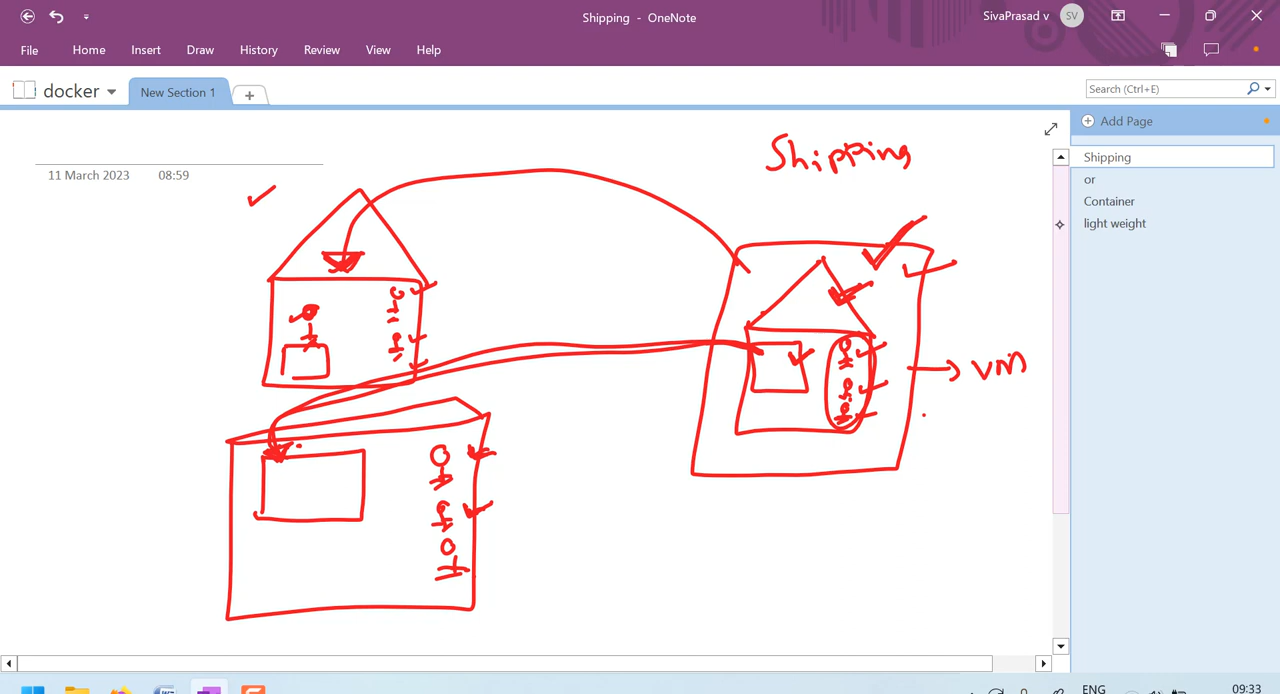 Shipping - OneNote
SivaPrasad v
SV
File Home Insert Draw History Review View Help
docker
New Section 1
Search (Ctrl+E)
Add Page
Shipping
or
Container
light weight
11 March 2023 08:59
Shipping
vm
ENG
09:33